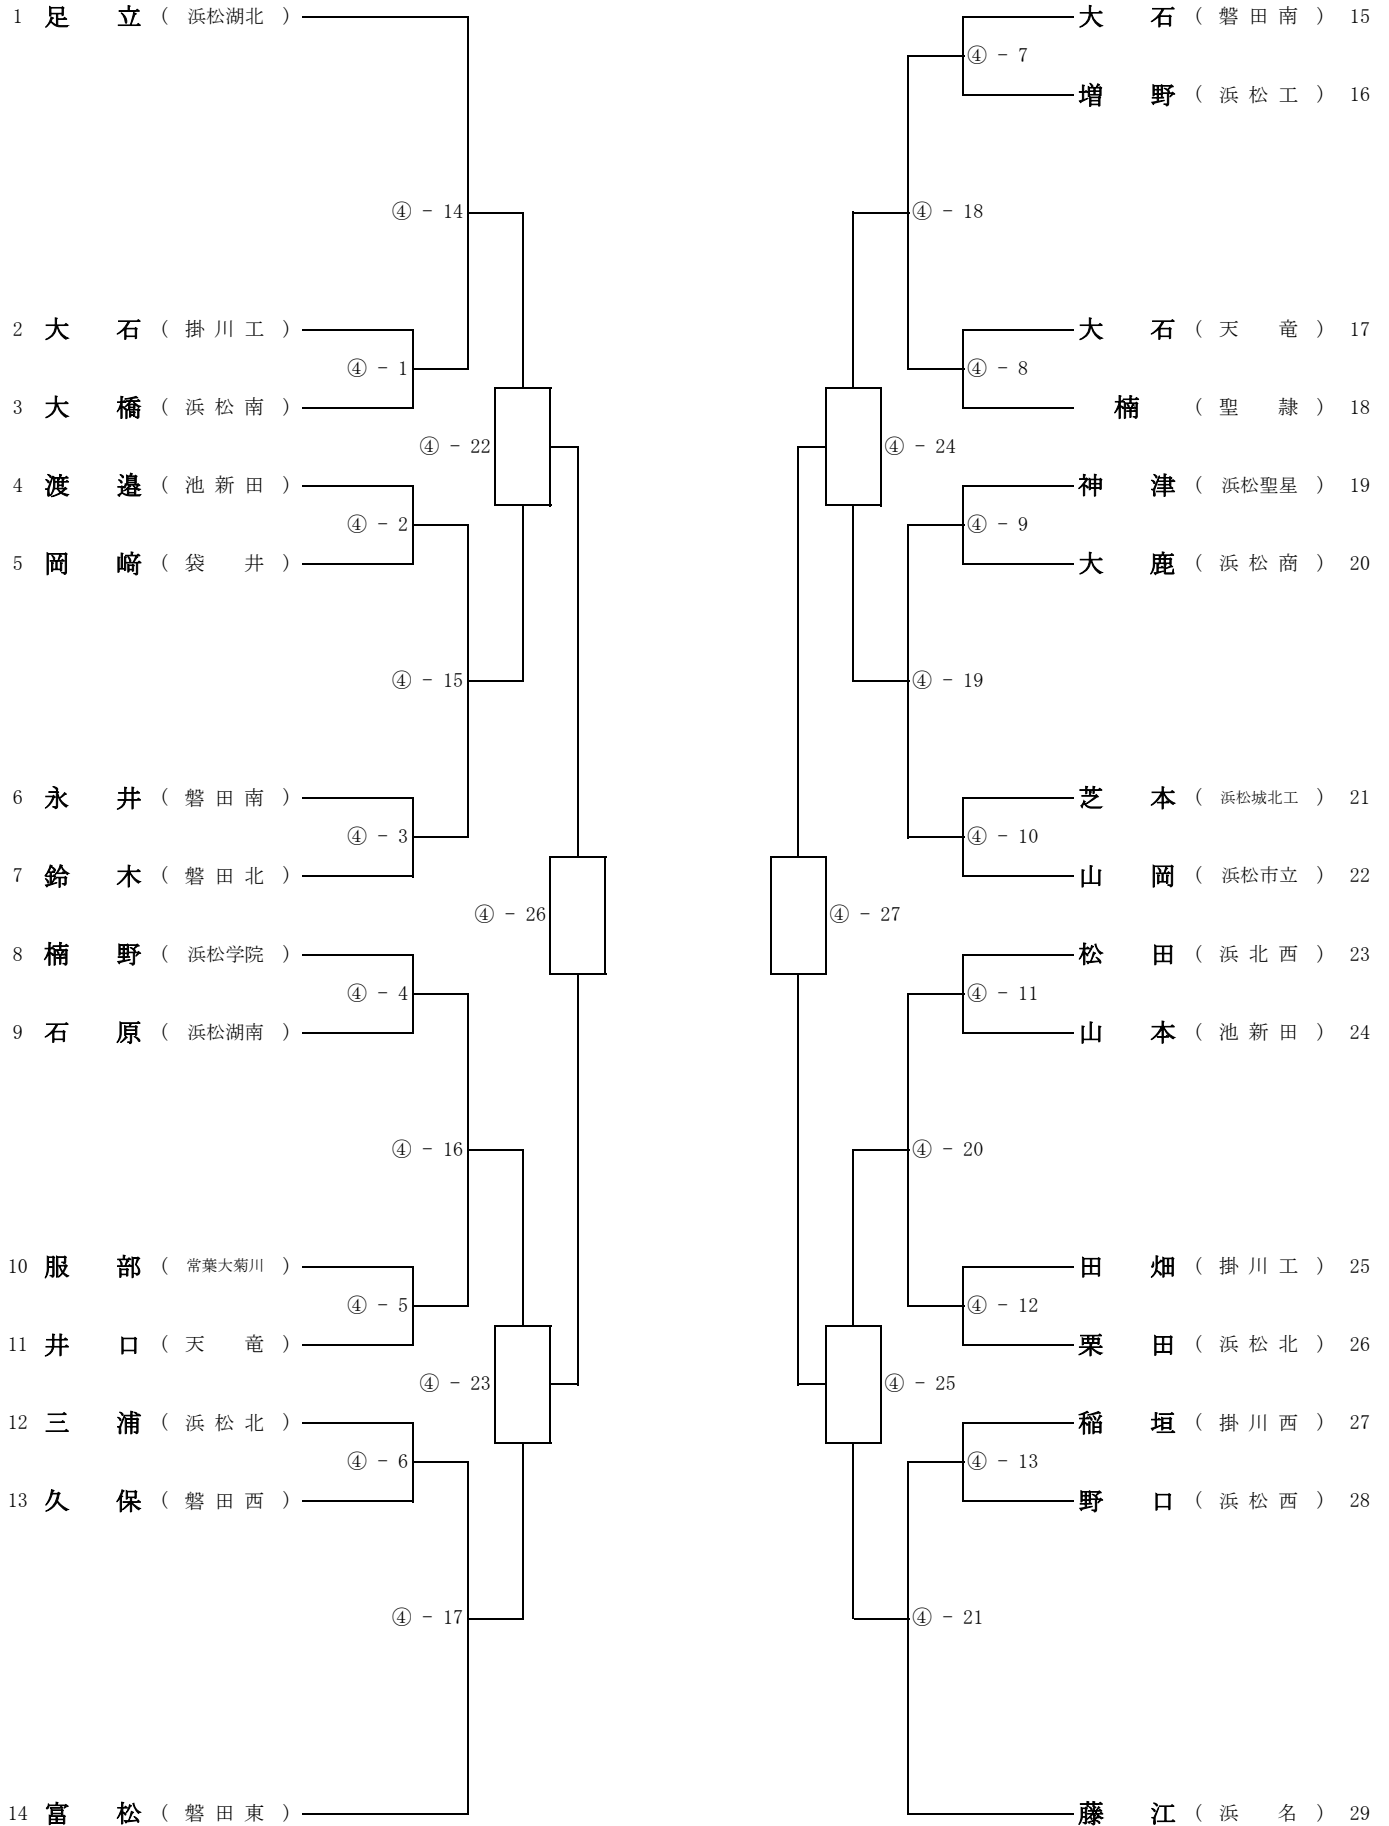 1 足 立 （ 浜松湖北 ）
④ － 14
2 大 石 （ 掛 川 工 ）
④ － 1
3 大 橋 （ 浜 松 南 ）
④ － 22
4 渡 邉 （ 池 新 田 ）
④ － 2
5 岡 﨑 （ 袋 井 ）
④ － 15
6 永 井 （ 磐 田 南 ）
④ － 3
7 鈴 木 （ 磐 田 北 ）
④ － 26
8 楠 野 （ 浜松学院 ）
④ － 4
9 石 原 （ 浜松湖南 ）
④ － 16
10 服 部 （ 常葉大菊川 ）
④ － 5
11 井 口 （ 天 竜 ）
④ － 23
12 三 浦 （ 浜 松 北 ）
④ － 6
13 久 保 （ 磐 田 西 ）
④ － 17
14 富 松 （ 磐 田 東 ）
大 石 （ 磐 田 南 ） 15
④ － 7
増 野 （ 浜 松 工 ） 16
④ － 18
大 石 （ 天 竜 ） 17
④ － 8
楠 （ 聖 隷 ） 18
④ － 24
神 津 （ 浜松聖星 ） 19
④ － 9
大 鹿 （ 浜 松 商 ） 20
④ － 19
芝 本 （ 浜松城北工 ） 21
④ － 10
山 岡 （ 浜松市立 ） 22
④ － 27
松 田 （ 浜 北 西 ） 23
④ － 11
山 本 （ 池 新 田 ） 24
④ － 20
田 畑 （ 掛 川 工 ） 25
④ － 12
栗 田 （ 浜 松 北 ） 26
④ － 25
稲 垣 （ 掛 川 西 ） 27
④ － 13
野 口 （ 浜 松 西 ） 28
④ － 21
藤 江 （ 浜 名 ） 29